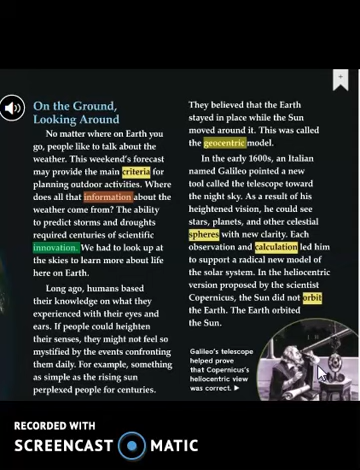 On the Ground,
Looking Around
No matter where on Earth you
go, people like to talk about the
weather. This weekend's forecast
may provide the main criteria for
planning outdoor activities. Where
does all that information about the
weather come from? The ability
to predict storms and droughts
required centuries of scientific
innovation. We had to look up at
the skies to learn more about life
here on Earth.
Long ago, humans based
their knowledge on what they
experienced with their eyes and
ears. If people could heighten
their senses, they might not feel so
mystified by the events confronting
them daily. For example, something
as simple as the rising sun
perplexed people for centuries.
They believed that the Earth
stayed in place while the Sun
moved around it. This was called
the geocentric model.
In the early 1600s, an Italian
named Galileo pointed a new
tool called the telescope toward
the night sky. As a result of his
heightened vision, he could see
stars, planets, and other celestial
spheres with new clarity. Each
observation and calculation led him
to support a radical new model of
the solar system. In the heliocentric
version proposed by the scientist
Copernicus, the Sun did not orbit
the Earth. The Earth orbited
the Sun.
Galileo's telescope
helped prove
that Copernicus's
heliocentric view
was correct. ▶
RECORDED WITH
SCREENCAST MATIC